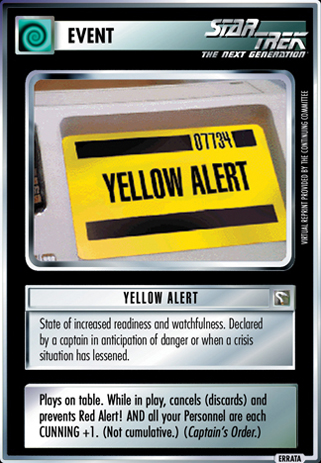 EVENT
STAR TREK
THE NEXT GENERATION
07734
YELLOW ALERT
VIRTUAL REPRINT PROVIDED BY THE CONTINUING COMMITTEE
YELLOW ALERT
State of increased readiness and watchfulness. Declared
by a captain in anticipation of danger or when a crisis
situation has lessened.
Plays on table. While in play, cancels (discards) and
prevents Red Alert! AND all your Personnel are each
CUNNING +1. (Not cumulative.) (Captain's Order.)
ERRATA